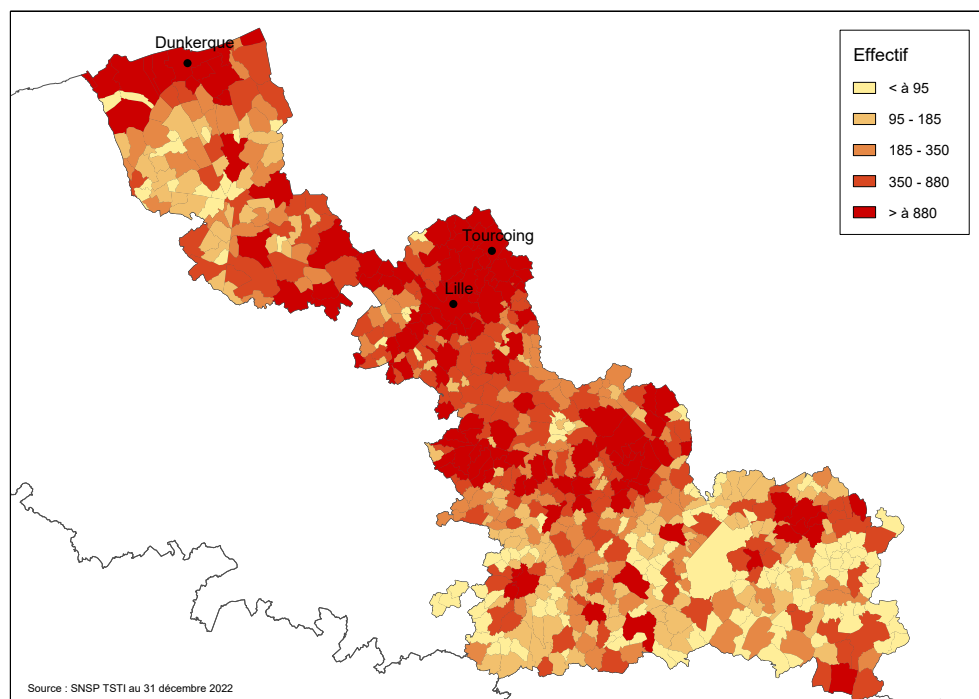 Dunkerque
Tourcoing
Lille
Effectif
< à 95
95 - 185
185 - 350
350 - 880
> à 880
Source : SNSP TSTI au 31 décembre 2022